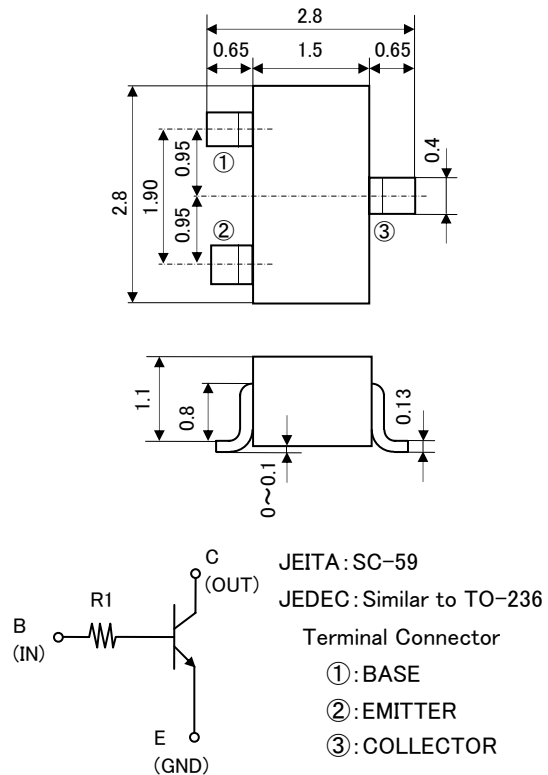 2.8
0.65 1.5 0.65
①
②
③
2.8
1.90
0.95
0.95
0.4
1.1
0.8
0~0.1
0.13
C
(OUT)
R1
B
(IN)
E
(GND)
JEITA:SC-59
JEDEC:Similar to TO-236
Terminal Connector
①:BASE
②:EMITTER
③:COLLECTOR